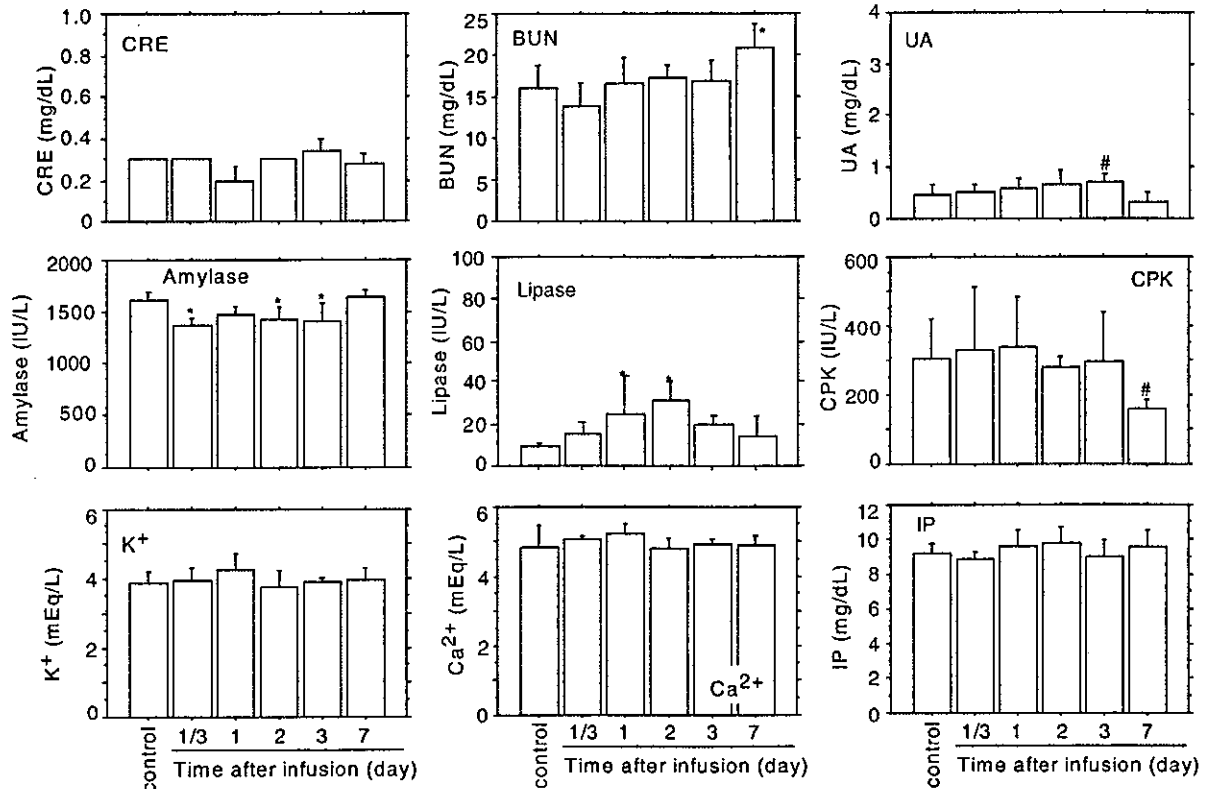 CRE
CRE (mg/dL)
1.0
0.8
0.6
0.4
0.2
0
BUN
*
BUN (mg/dL)
25
20
15
10
5
0
UA
#
UA (mg/dL)
4
3
2
1
0
Amylase
* * *
Amylase (IU/L)
2000
1500
1000
500
0
Lipase
* *
Lipase (IU/L)
100
80
60
40
20
0
CPK
#
CPK (IU/L)
600
400
200
0
K+
K+ (mEq/L)
6
4
2
0
control 1/3 1 2 3 7
Time after infusion (day)
Ca2+
Ca2+ (mEq/L)
6
4
2
0
control 1/3 1 2 3 7
Time after infusion (day)
IP
IP (mg/dL)
12
10
8
6
4
2
0
control 1/3 1 2 3 7
Time after infusion (day)